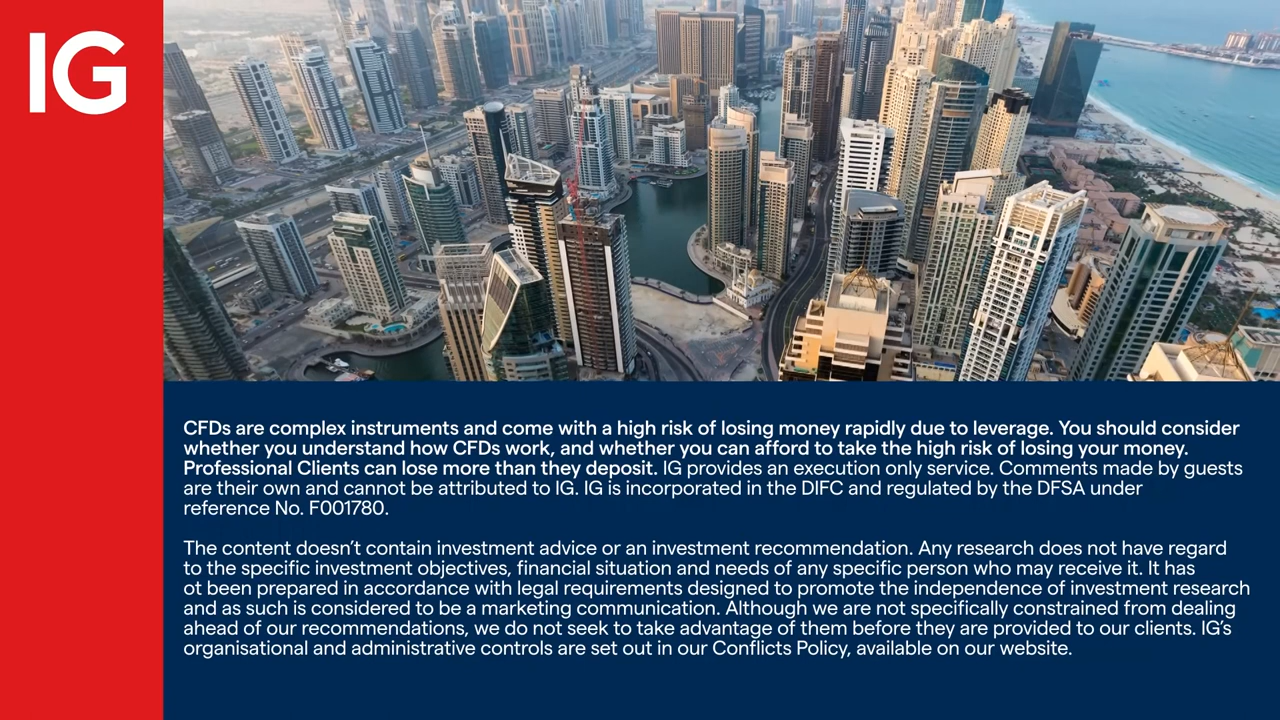 IG
CFDs are complex instruments and come with a high risk of losing money rapidly due to leverage. You should consider
whether you understand how CFDs work, and whether you can afford to take the high risk of losing your money.
Professional Clients can lose more than they deposit. IG provides an execution only service. Comments made by guests
are their own and cannot be attributed to IG. IG is incorporated in the DIFC and regulated by the DFSA under
reference No. F001780.
The content doesn't contain investment advice or an investment recommendation. Any research does not have regard
to the specific investment objectives, financial situation and needs of any specific person who may receive it. It has
ot been prepared in accordance with legal requirements designed to promote the independence of investment research
and as such is considered to be a marketing communication. Although we are not specifically constrained from dealing
ahead of our recommendations, we do not seek to take advantage of them before they are provided to our clients. IG's
organisational and administrative controls are set out in our Conflicts Policy, available on our website.